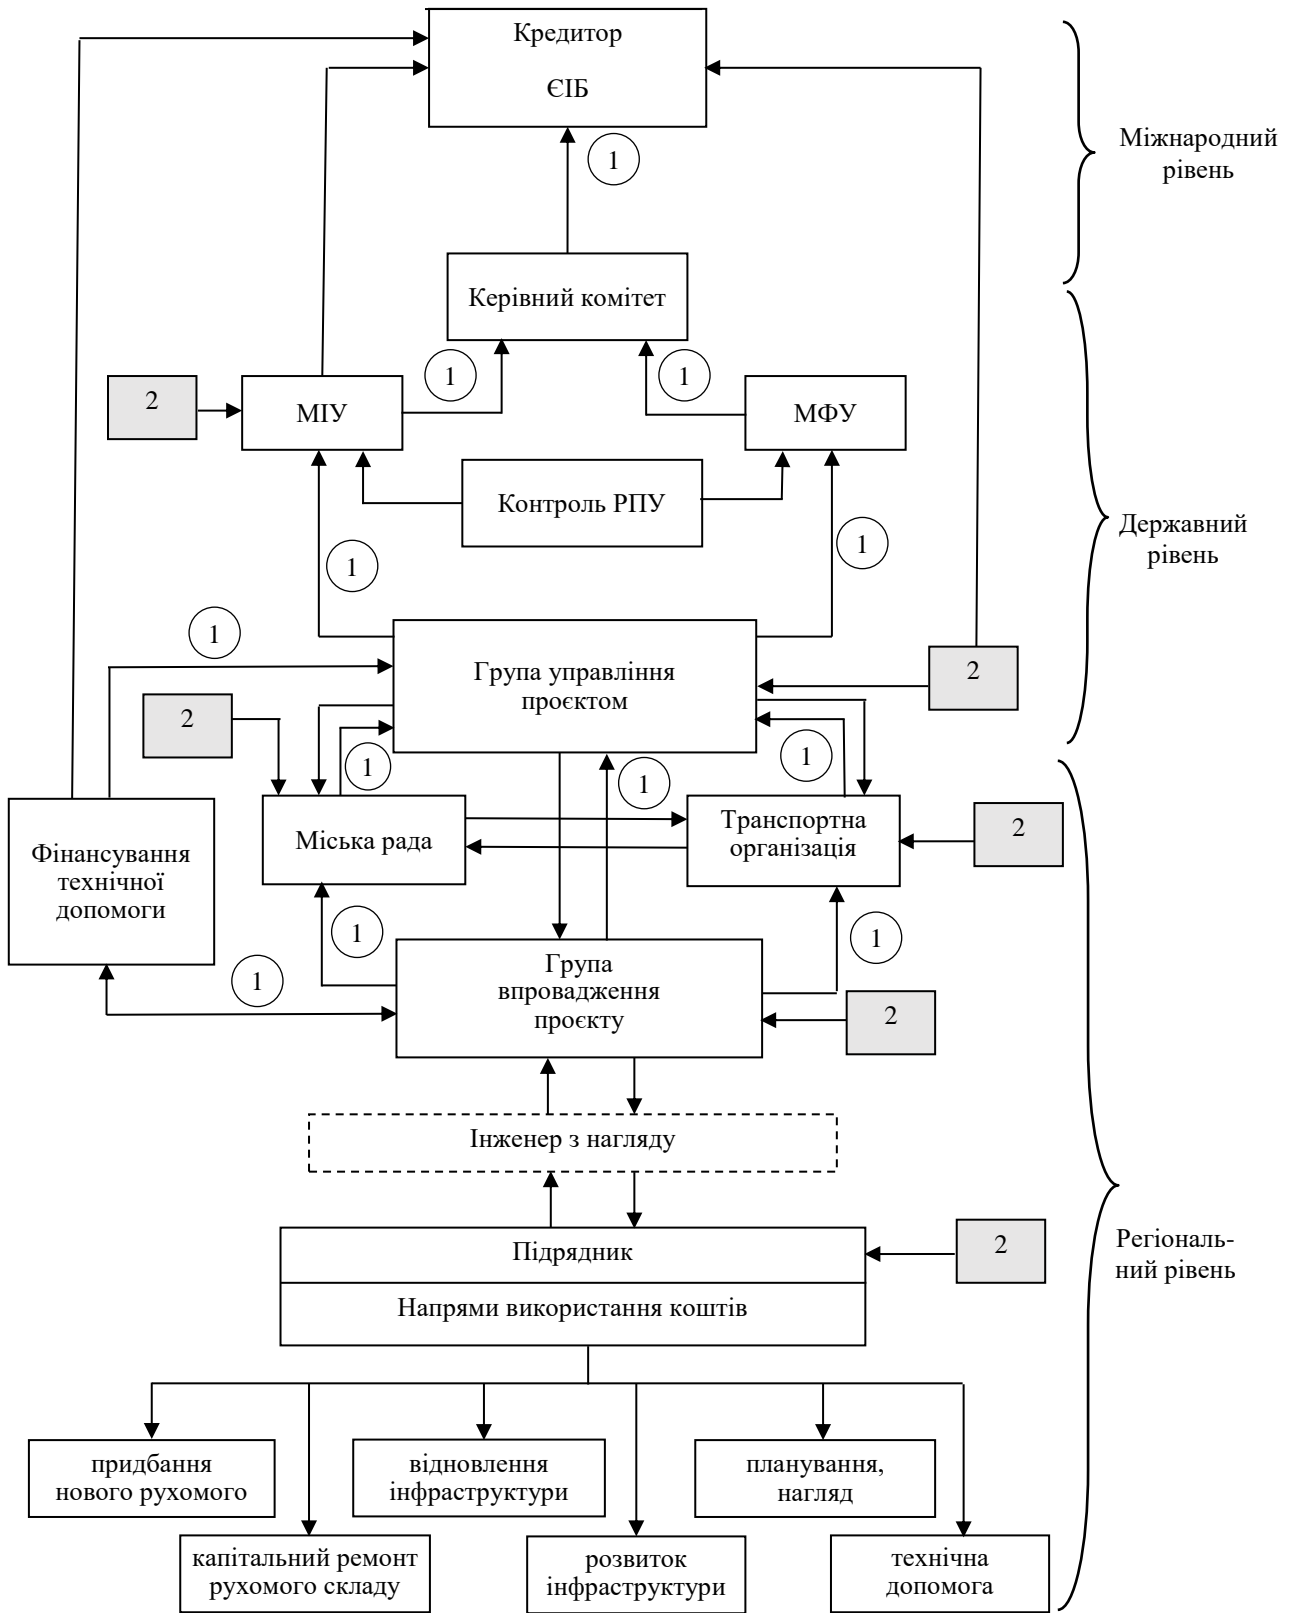 Кредитор
ЄІБ
Міжнародний
рівень
1
Керівний комітет
1
1
2
МІУ
МФУ
Контроль РПУ
Державний
рівень
1
1
1
Група управління
проєктом
2
2
1
1
1
Фінансування
технічної
допомоги
Міська рада
Транспортна
організація
2
1
1
1
Група
впровадження
проєкту
2
Інженер з нагляду
Підрядник
2
Регіональ-
ний рівень
Напрями використання коштів
придбання
нового рухомого
відновлення
інфраструктури
планування,
нагляд
капітальний ремонт
рухомого складу
розвиток
інфраструктури
технічна
допомога